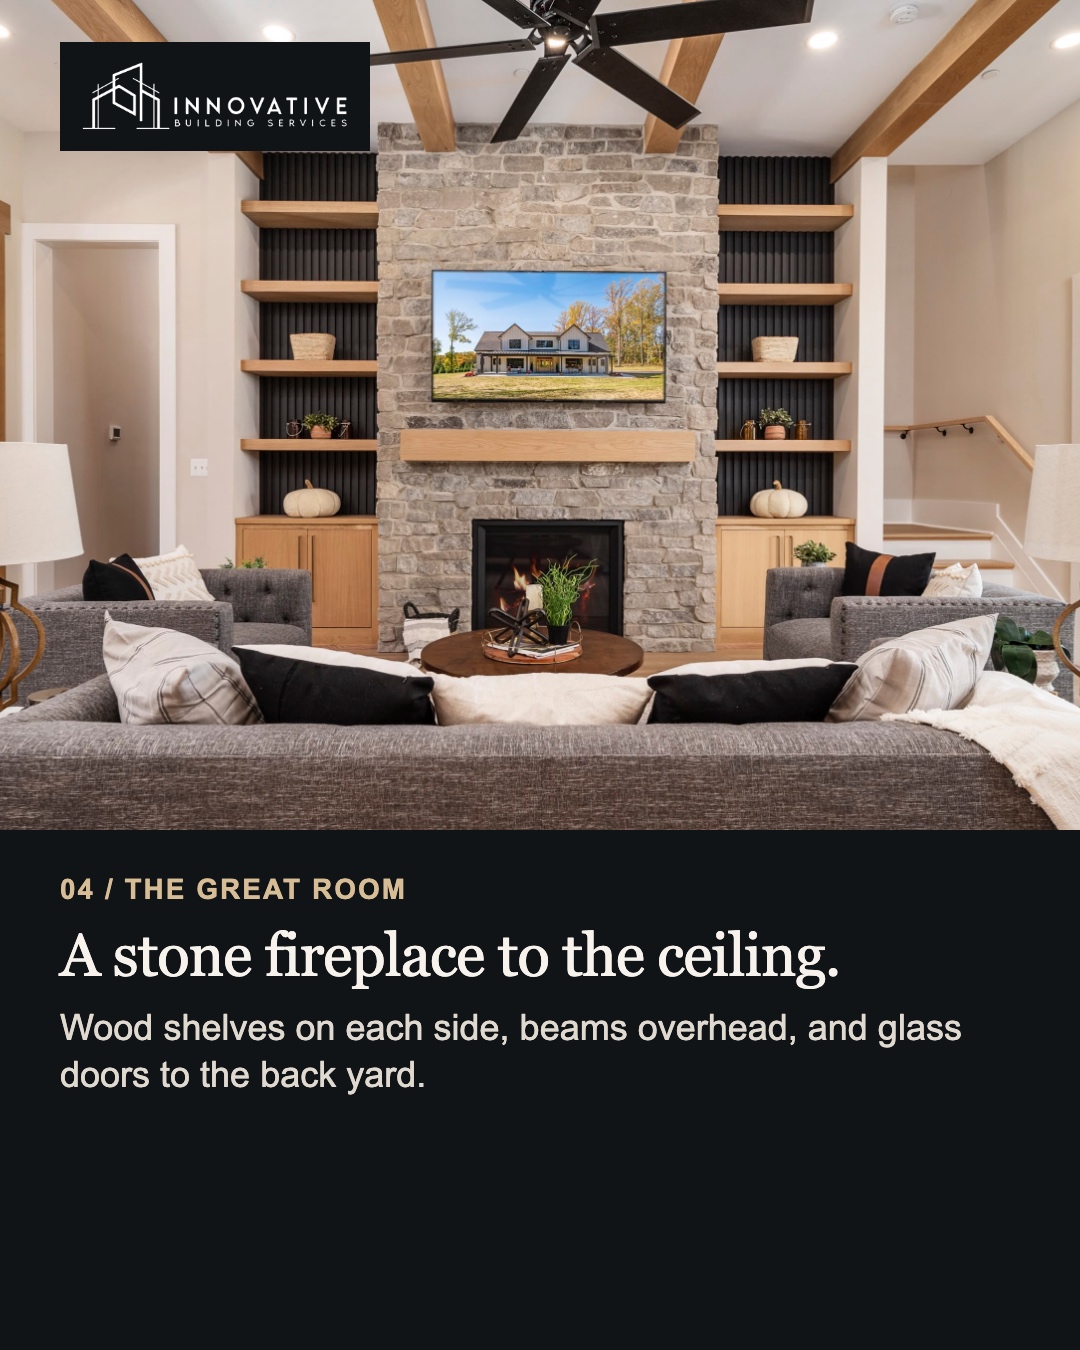 INNOVATIVE
BUILDING SERVICES
04 / THE GREAT ROOM
A stone fireplace to the ceiling.
Wood shelves on each side, beams overhead, and glass
doors to the back yard.